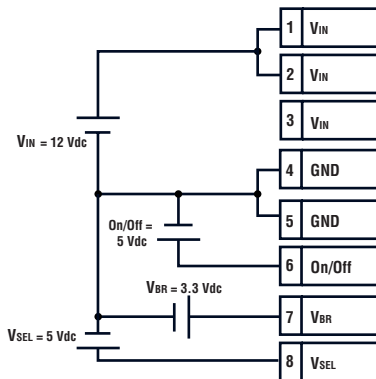 1 VIN
2 VIN
3 VIN
VIN = 12 Vdc
4 GND
On/Off =
5 Vdc
5 GND
6 On/Off
VBR = 3.3 Vdc
7 VBR
VSEL = 5 Vdc
8 VSEL